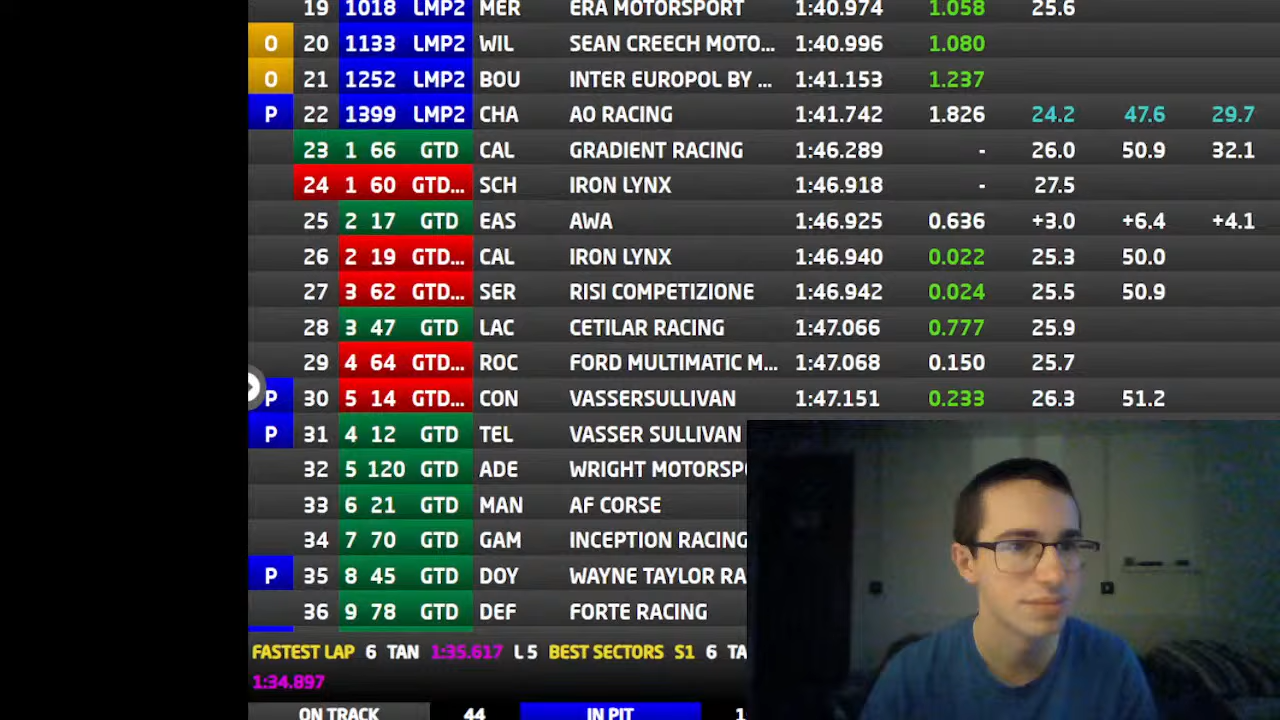 19 10 18 LMP2 MER ERA MOTORSPORT 1:40.974 1.058 25.6
O 20 11 33 LMP2 WIL SEAN CREECH MOTO... 1:40.996 1.080
O 21 12 52 LMP2 BOU INTER EUROPOL BY ... 1:41.153 1.237
P 22 13 99 LMP2 CHA AO RACING 1:41.742 1.826 24.2 47.6 29.7
23 1 66 GTD CAL GRADIENT RACING 1:46.289 - 26.0 50.9 32.1
24 1 60 GTD... SCH IRON LYNX 1:46.918 - 27.5
25 2 17 GTD EAS AWA 1:46.925 0.636 +3.0 +6.4 +4.1
26 2 19 GTD... CAL IRON LYNX 1:46.940 0.022 25.3 50.0
27 3 62 GTD... SER RISI COMPETIZIONE 1:46.942 0.024 25.5 50.9
28 3 47 GTD LAC CETILAR RACING 1:47.066 0.777 25.9
29 4 64 GTD... ROC FORD MULTIMATIC M... 1:47.068 0.150 25.7
P 30 5 14 GTD... CON VASSERSULLIVAN 1:47.151 0.233 26.3 51.2
P 31 4 12 GTD TEL VASSER SULLIVAN
32 5 120 GTD ADE WRIGHT MOTORSP
33 6 21 GTD MAN AF CORSE
34 7 70 GTD GAM INCEPTION RACING
P 35 8 45 GTD DOY WAYNE TAYLOR RA
36 9 78 GTD DEF FORTE RACING
FASTEST LAP 6 TAN 1:35.617 L 5 BEST SECTORS S1 6 TA
1:34.897
ON TRACK 44 IN PIT 1